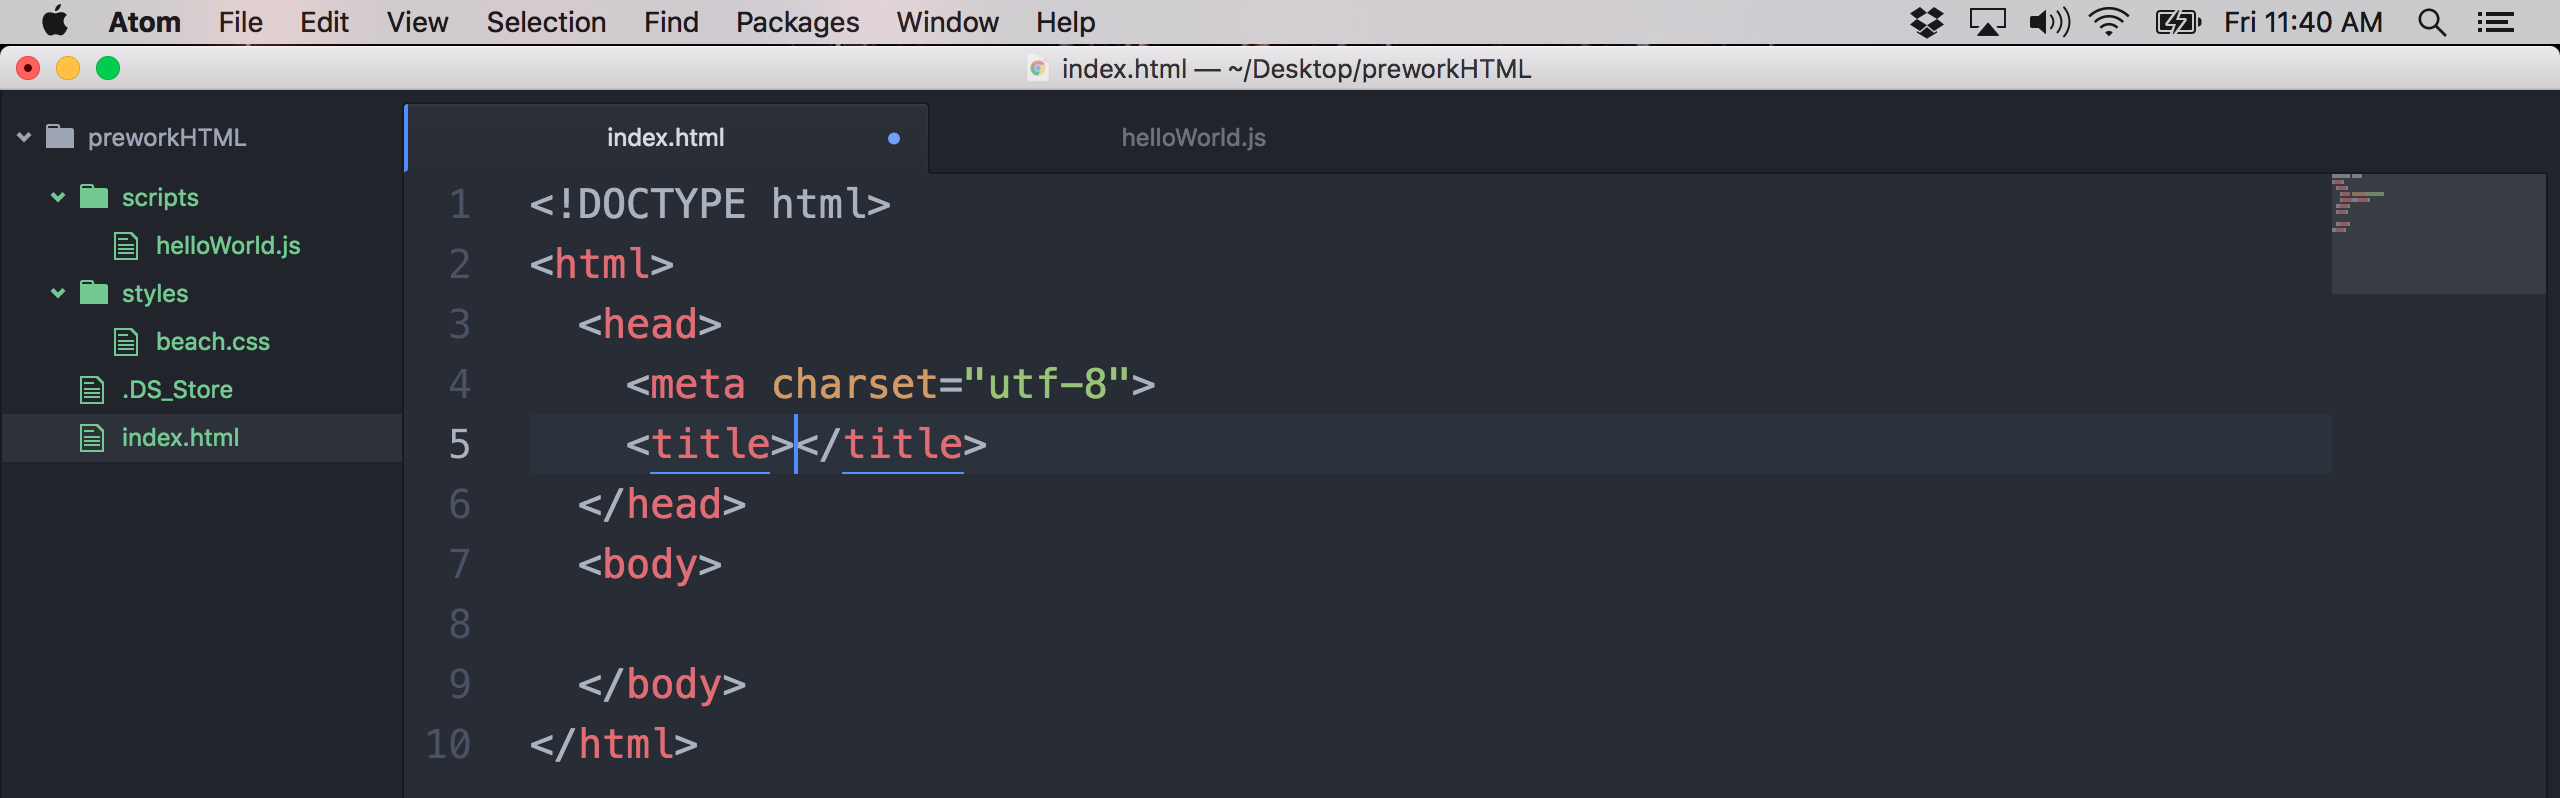 Atom File Edit View Selection Find Packages Window Help Fri 11:40 AM
index.html — ~/Desktop/preworkHTML
preworkHTML
scripts
helloWorld.js
styles
beach.css
.DS_Store
index.html
index.html helloWorld.js
1 <!DOCTYPE html>
2 <html>
3 <head>
4 <meta charset="utf-8">
5 <title></title>
6 </head>
7 <body>
8
9 </body>
10 </html>